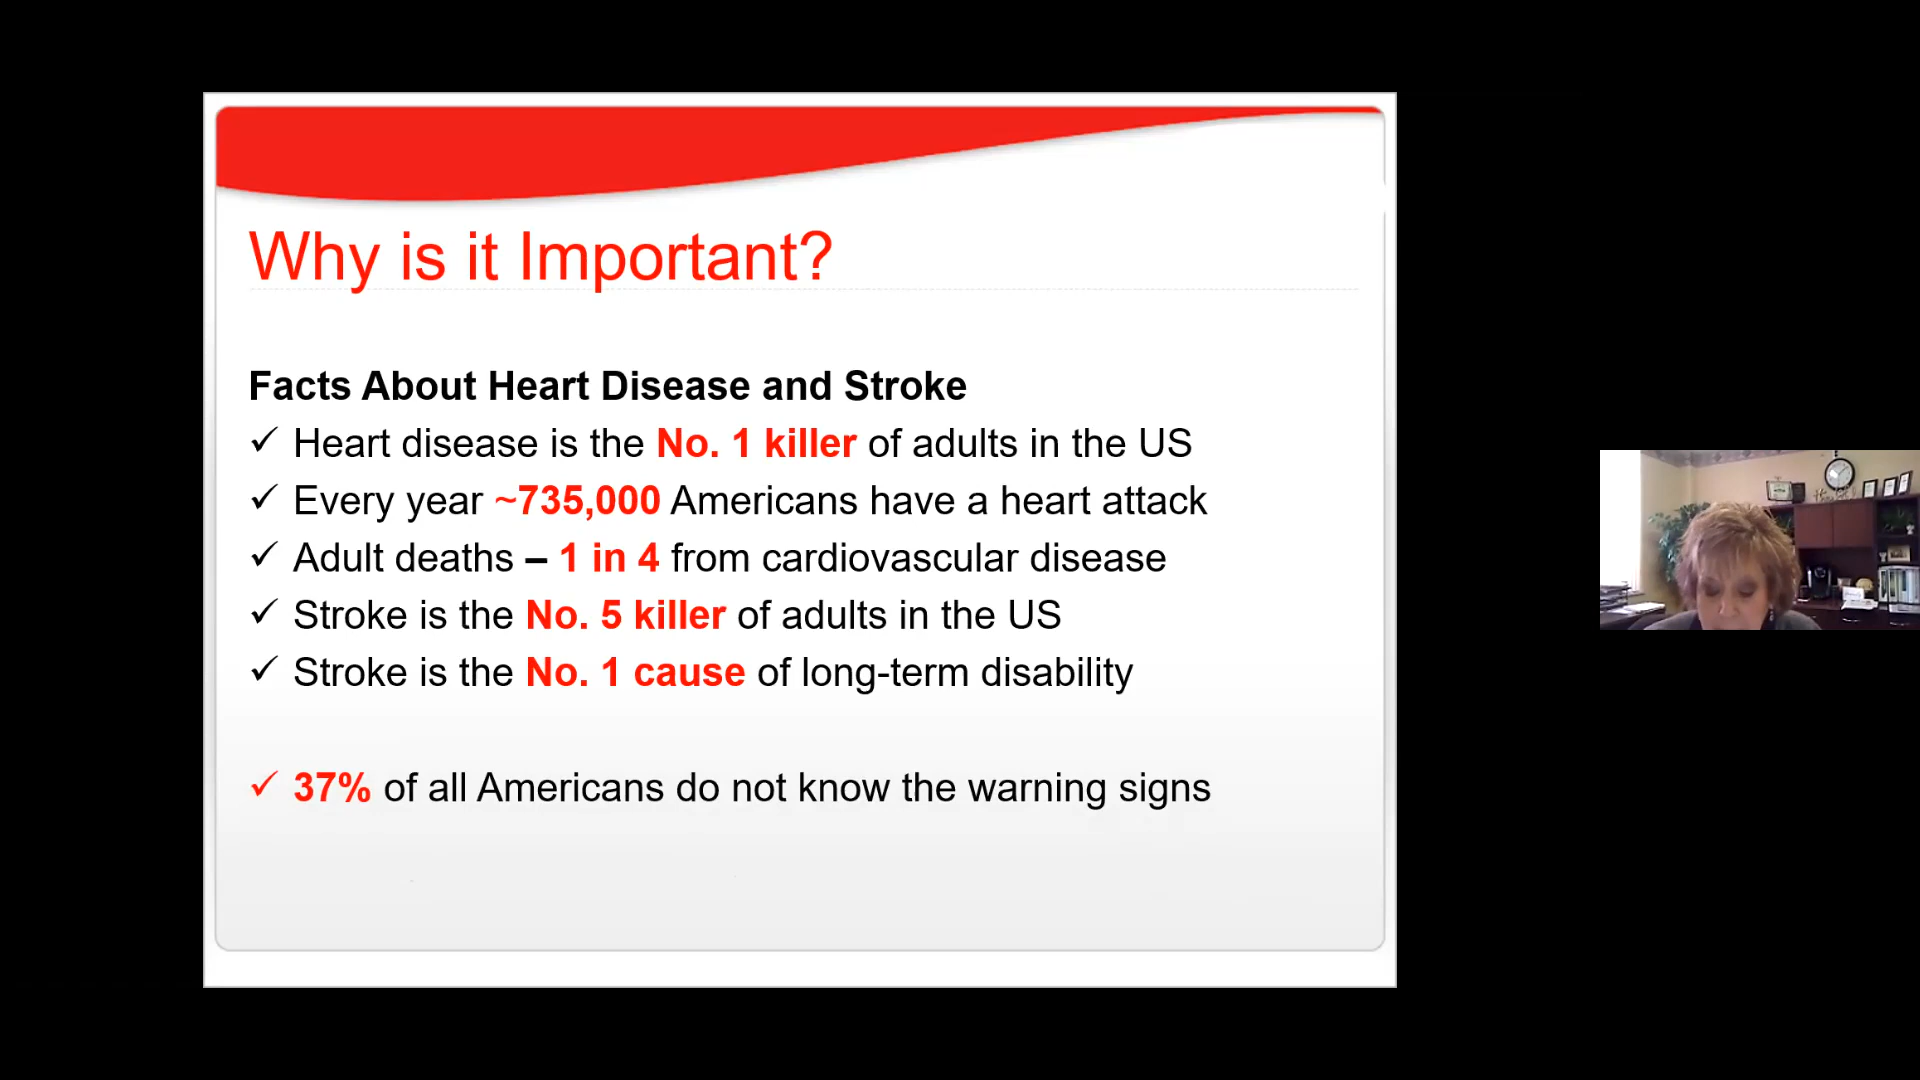 Why is it Important?
Facts About Heart Disease and Stroke
✓ Heart disease is the No. 1 killer of adults in the US
✓ Every year ~735,000 Americans have a heart attack
✓ Adult deaths – 1 in 4 from cardiovascular disease
✓ Stroke is the No. 5 killer of adults in the US
✓ Stroke is the No. 1 cause of long-term disability
✓ 37% of all Americans do not know the warning signs